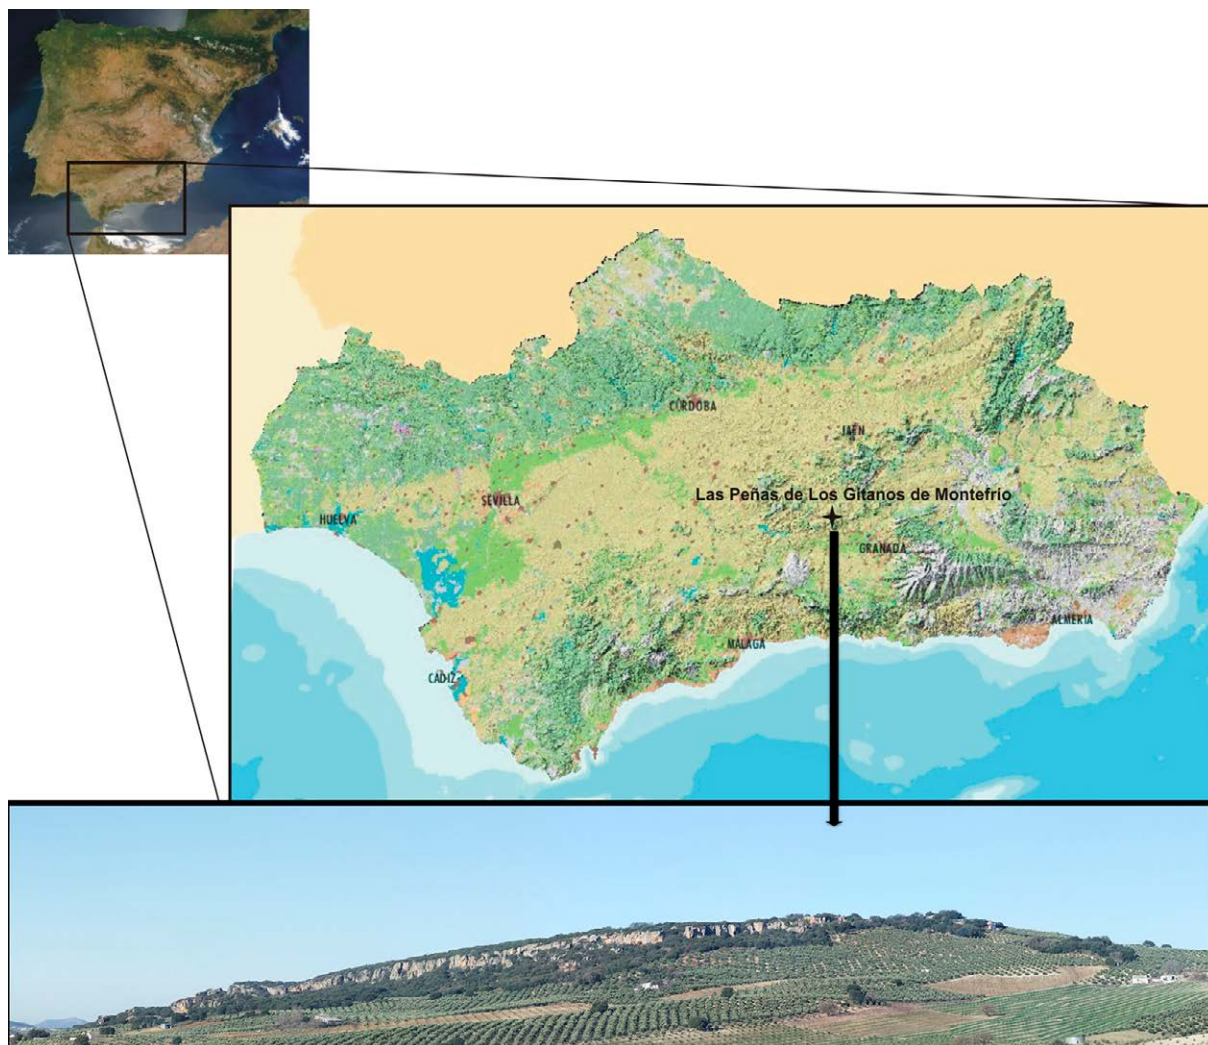 CÓRDOBA
JAÉN
Las Peñas de Los Gitanos de Montefrío
SEVILLA
HUELVA
GRANADA
ALMERÍA
MÁLAGA
CÁDIZ